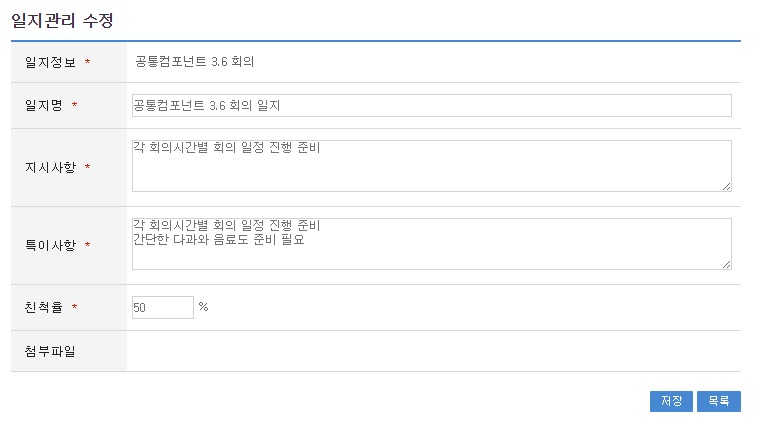 일지관리 수정
일지정보 * 공통컴포넌트 3.6 회의
일지명 * 공통컴포넌트 3.6 회의 일지
지시사항 * 각 회의시간별 회의 일정 진행 준비
특이사항 * 각 회의시간별 회의 일정 진행 준비
간단한 다과와 음료도 준비 필요
친척율 * 50 %
첨부파일
저장 목록